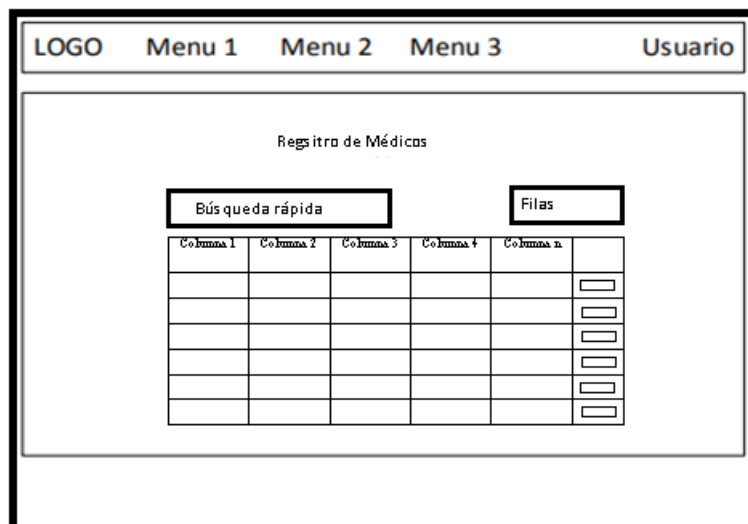 LOGO Menu 1 Menu 2 Menu 3 Usuario
Regsitro de Médicos
Búsqueda rápida Filas
Columna 1 Columna 2 Columna 3 Columna 4 Columna n